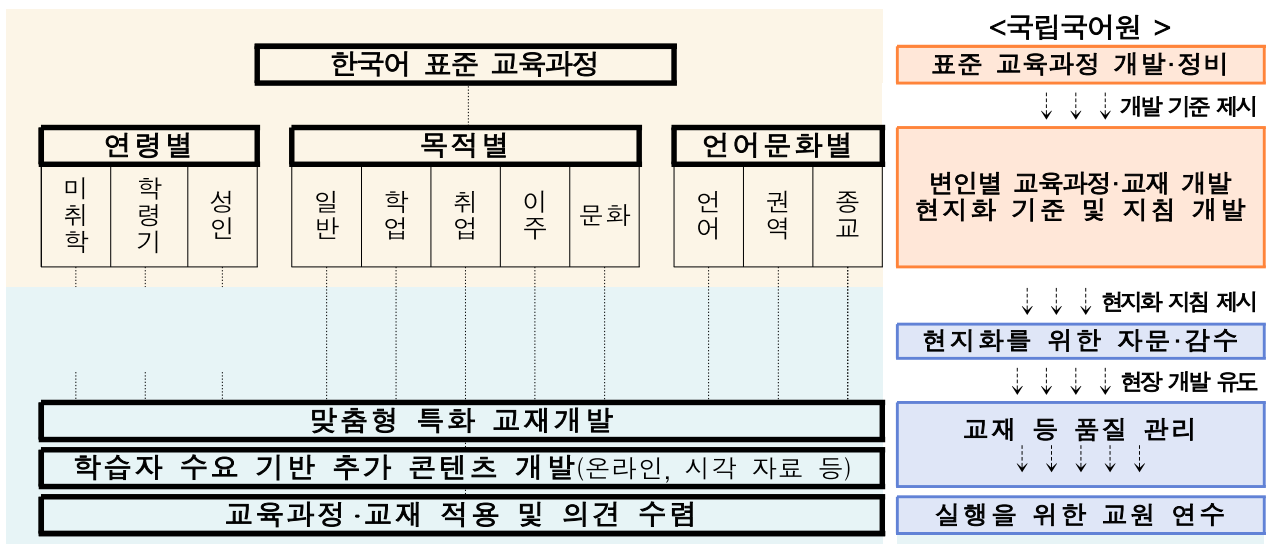 <국립국어원 >
한국어 표준 교육과정
표준 교육과정 개발·정비
개발 기준 제시
연령별
목적별
언어문화별
미취학
학령기
성인
일반
학업
취업
이주
문화
언어
권역
종교
변인별 교육과정·교재 개발
현지화 기준 및 지침 개발
현지화 지침 제시
현지화를 위한 자문·감수
현장 개발 유도
맞춤형 특화 교재개발
교재 등 품질 관리
학습자 수요 기반 추가 콘텐츠 개발(온라인, 시각 자료 등)
교육과정·교재 적용 및 의견 수렴
실행을 위한 교원 연수